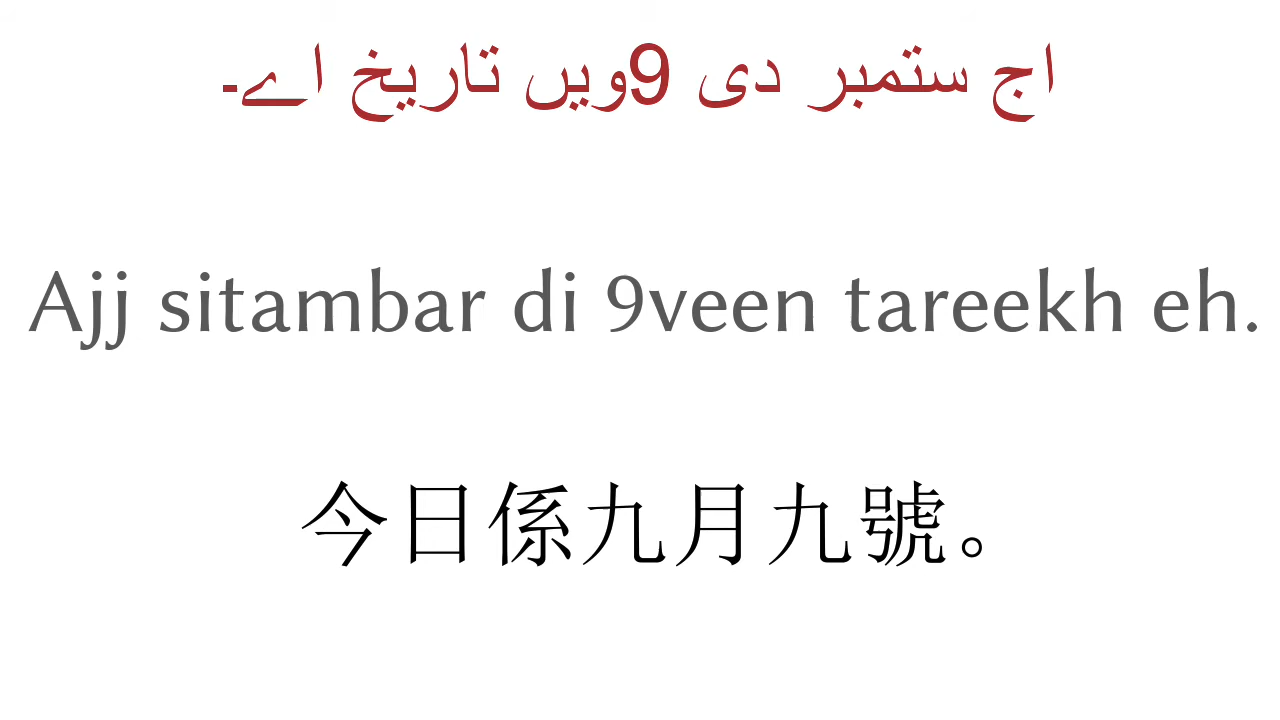 اج ستمبر دی 9ویں تاریخ اے۔
Ajj sitambar di 9veen tareekh eh.
今日係九月九號。